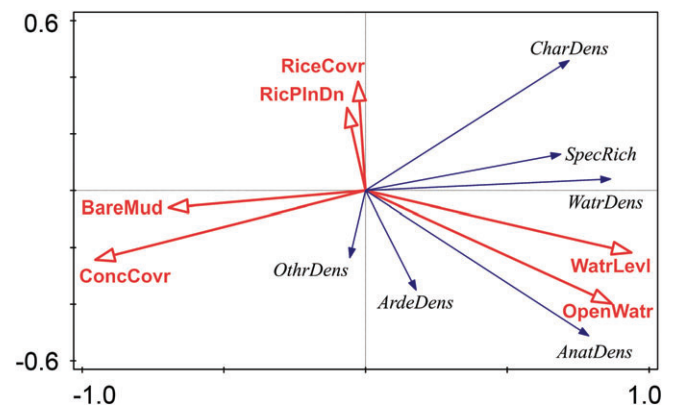 0.6
CharDens
RiceCovr
RicPlnDn
SpecRich
BareMud
WatrDens
ConcCovr
OthrDens
WatrLevl
ArdeDens
OpenWatr
AnatDens
-0.6
-1.0
1.0